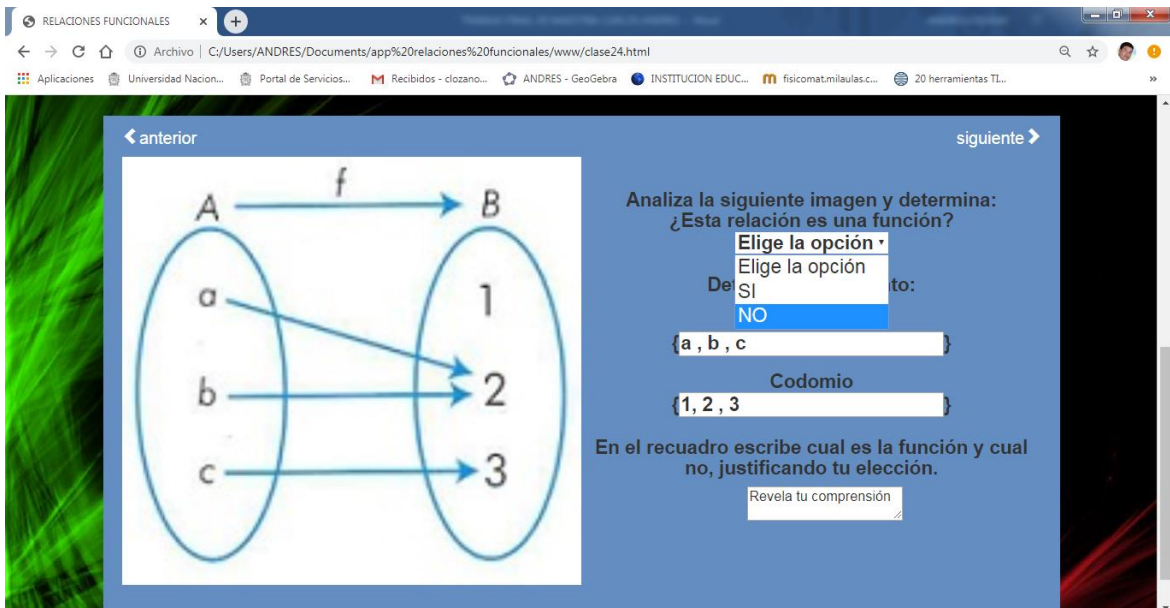 RELACIONES FUNCIONALES
Archivo | C:/Users/ANDRES/Documents/app%20relaciones%20funcionales/www/clase24.html
Aplicaciones Universidad Nacion... Portal de Servicios... Recibidos - clozano... ANDRES - GeoGebra INSTITUCION EDUC... fisicomat.milaulas.c... 20 herramientas TI...
anterior siguiente
f
A B
a 1
b 2
c 3
Analiza la siguiente imagen y determina:
¿Esta relación es una función?
Elige la opción
Elige la opción
SI
NO
{a , b , c }
Codomio
{1, 2 , 3 }
En el recuadro escribe cual es la función y cual
no, justificando tu elección.
Revela tu comprensión